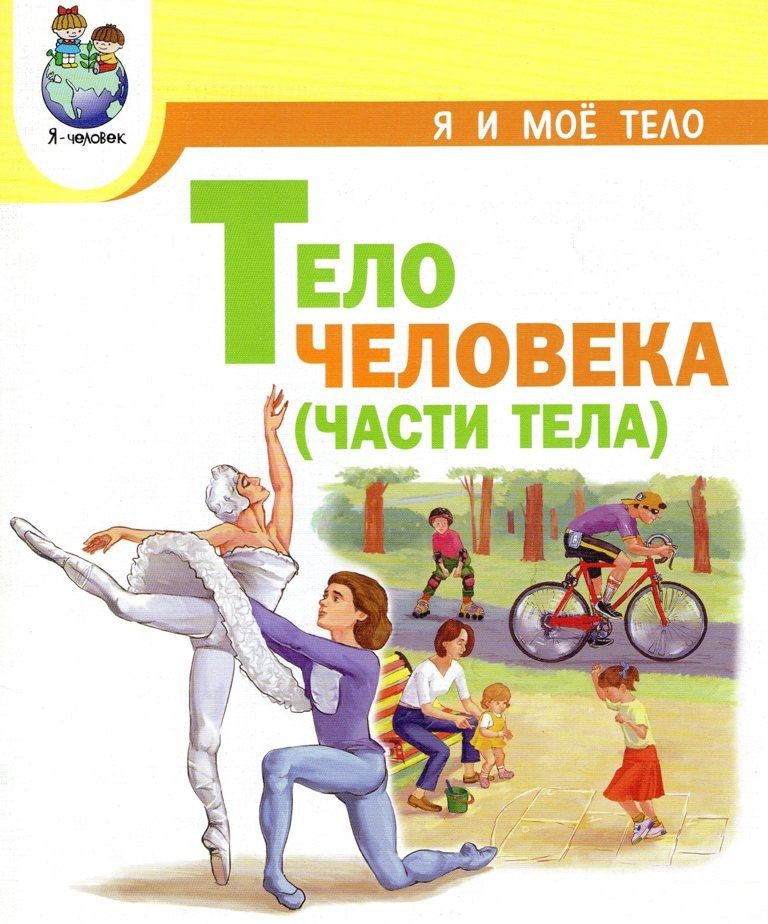 Я - человек
Я И МОЁ ТЕЛО
ТЕЛО
ЧЕЛОВЕКА
(ЧАСТИ ТЕЛА)